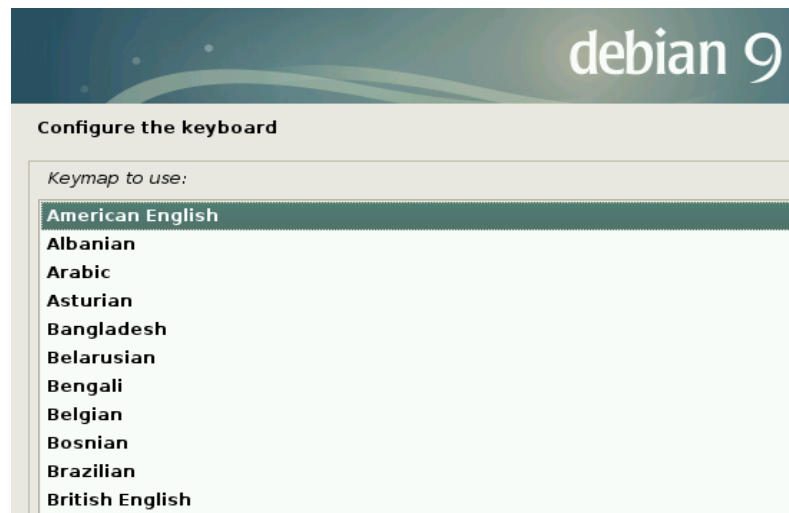 debian 9
Configure the keyboard
Keymap to use:
American English
Albanian
Arabic
Asturian
Bangladesh
Belarusian
Bengali
Belgian
Bosnian
Brazilian
British English